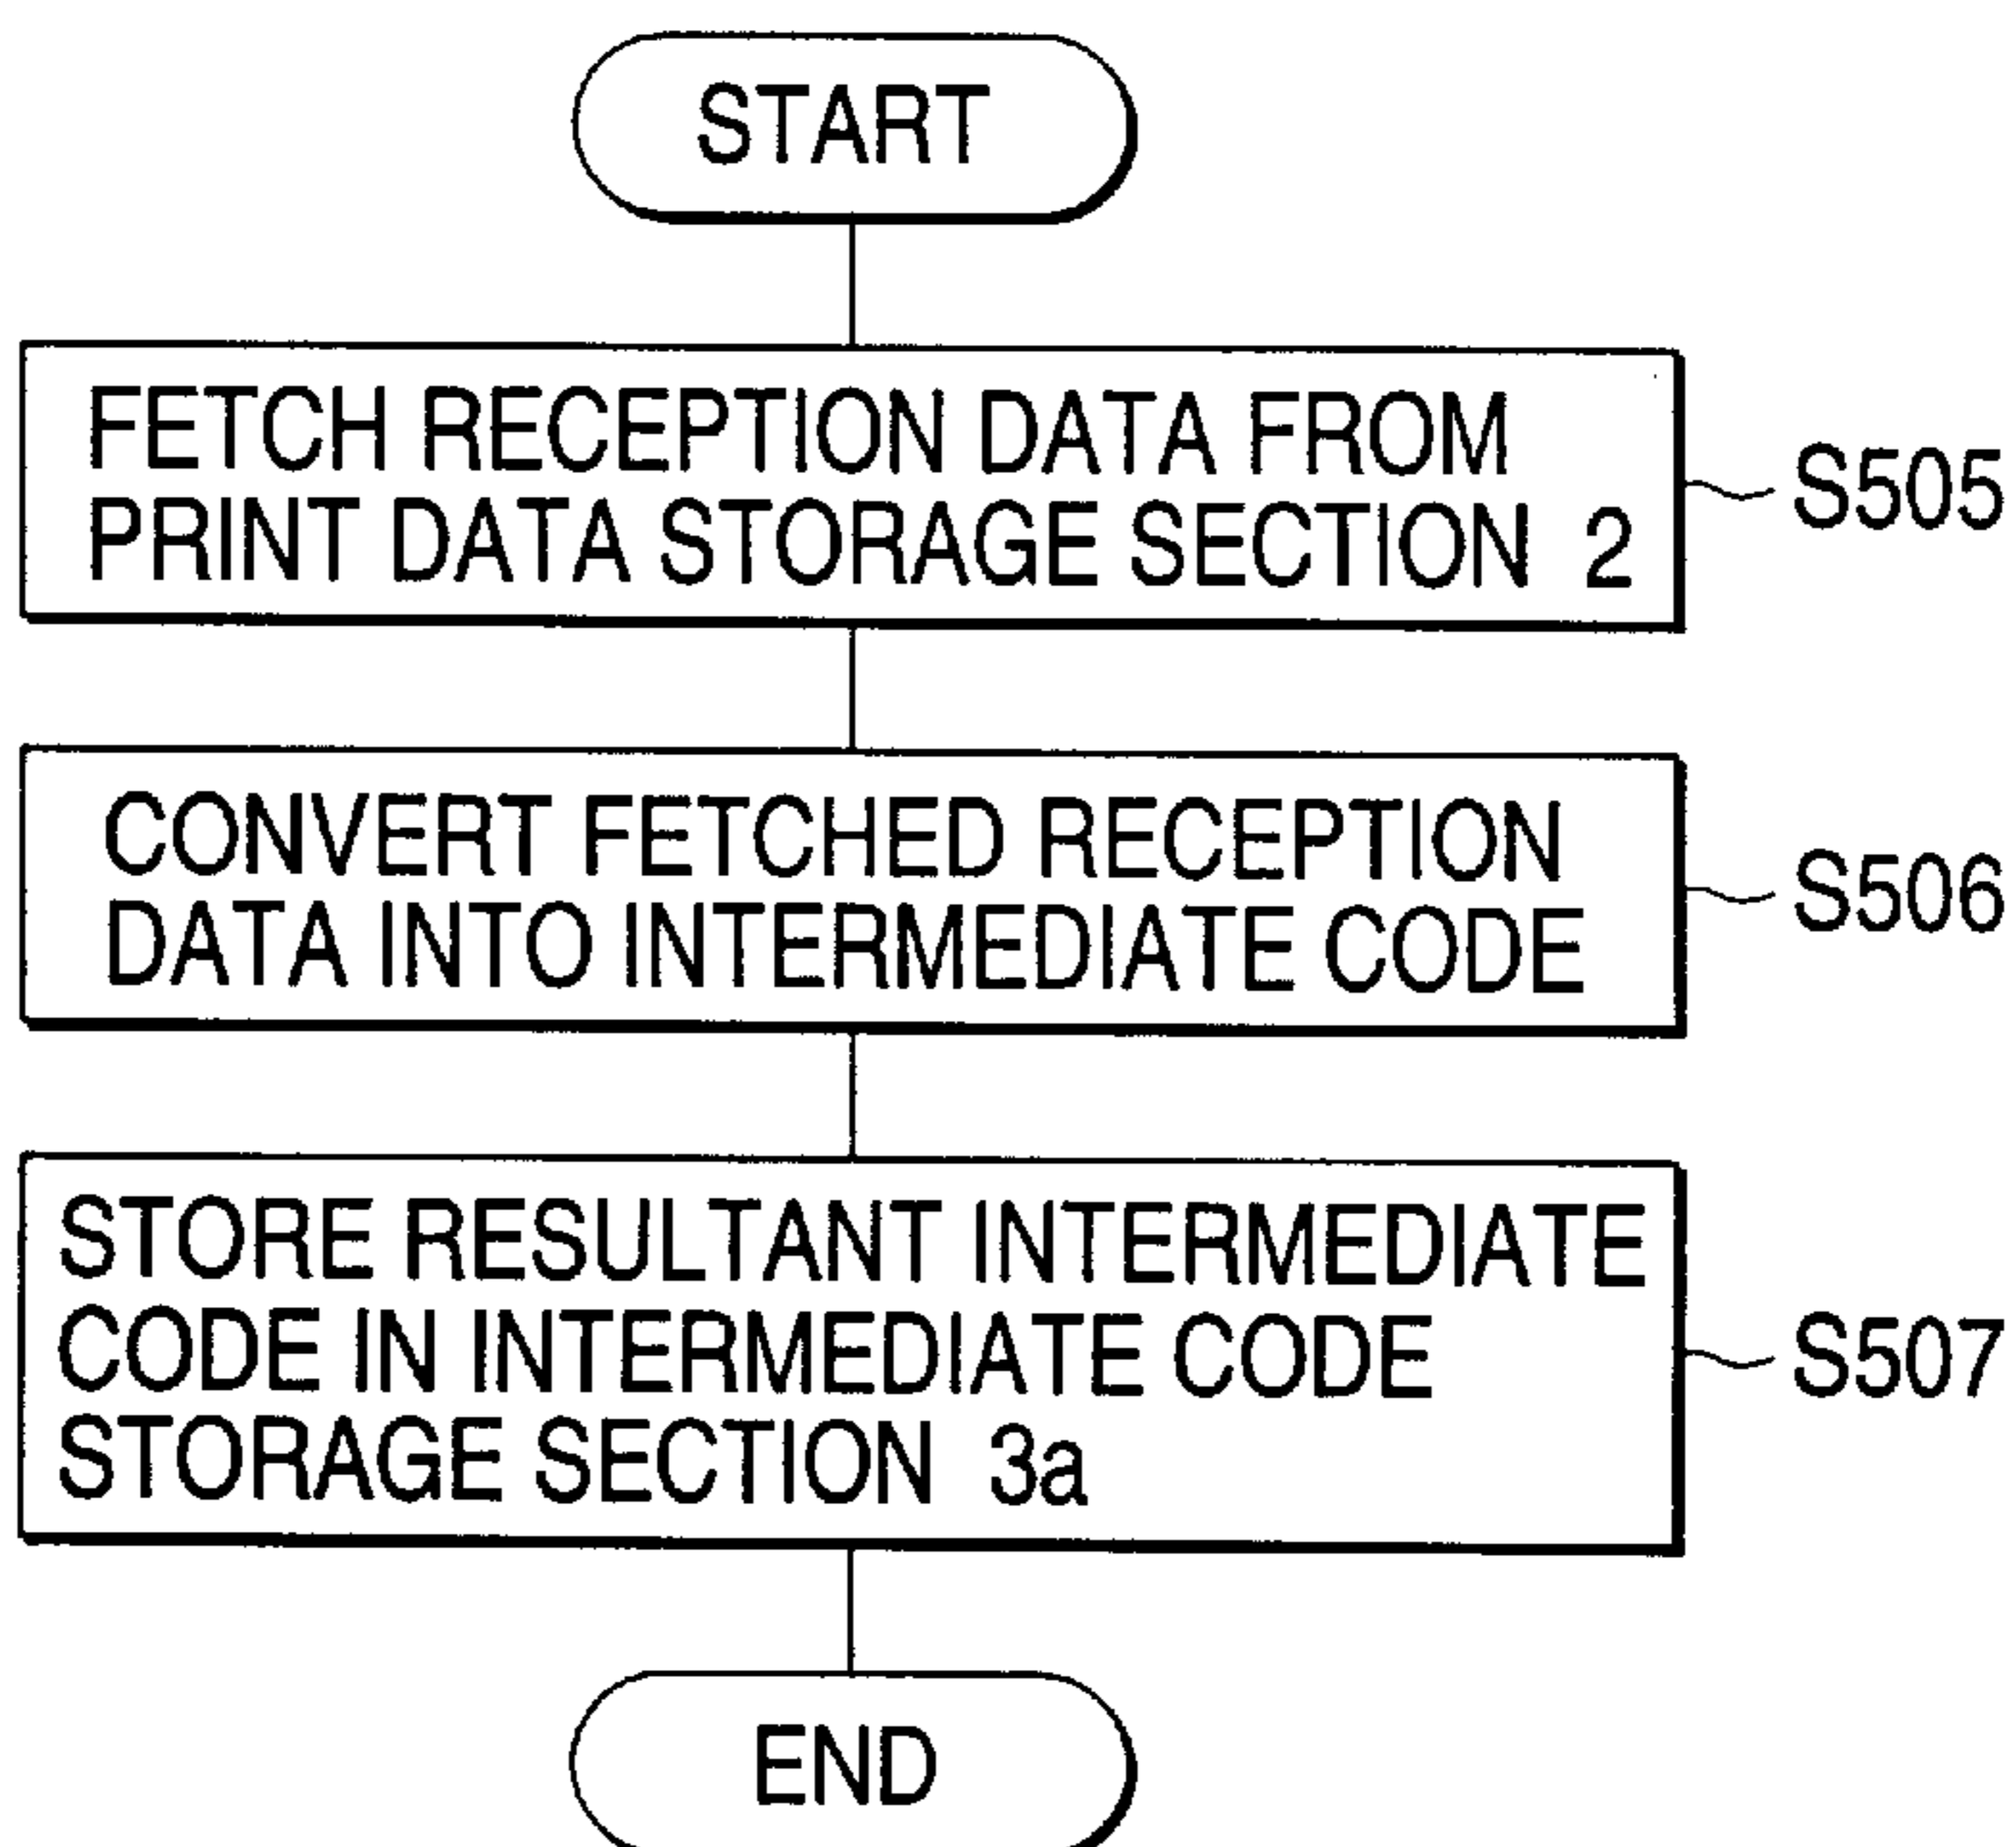 START
FETCH RECEPTION DATA FROM
PRINT DATA STORAGE SECTION 2
S505
CONVERT FETCHED RECEPTION
DATA INTO INTERMEDIATE CODE
S506
STORE RESULTANT INTERMEDIATE
CODE IN INTERMEDIATE CODE
STORAGE SECTION 3a
S507
END